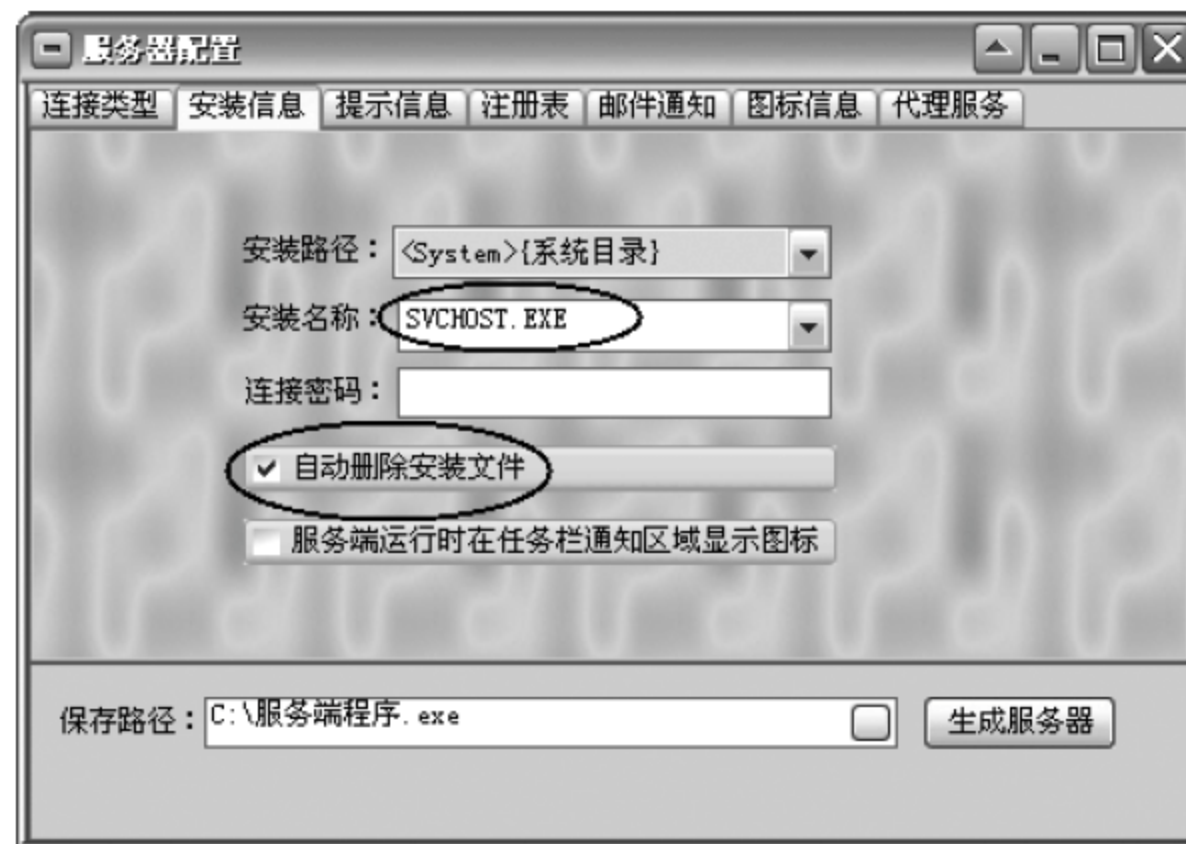 服务器配置
连接类型 安装信息 提示信息 注册表 邮件通知 图标信息 代理服务
安装路径： <System>{系统目录}
安装名称： SVCHOST.EXE
连接密码：
自动删除安装文件
服务端运行时在任务栏通知区域显示图标
保存路径： C:\服务端程序.exe 生成服务器